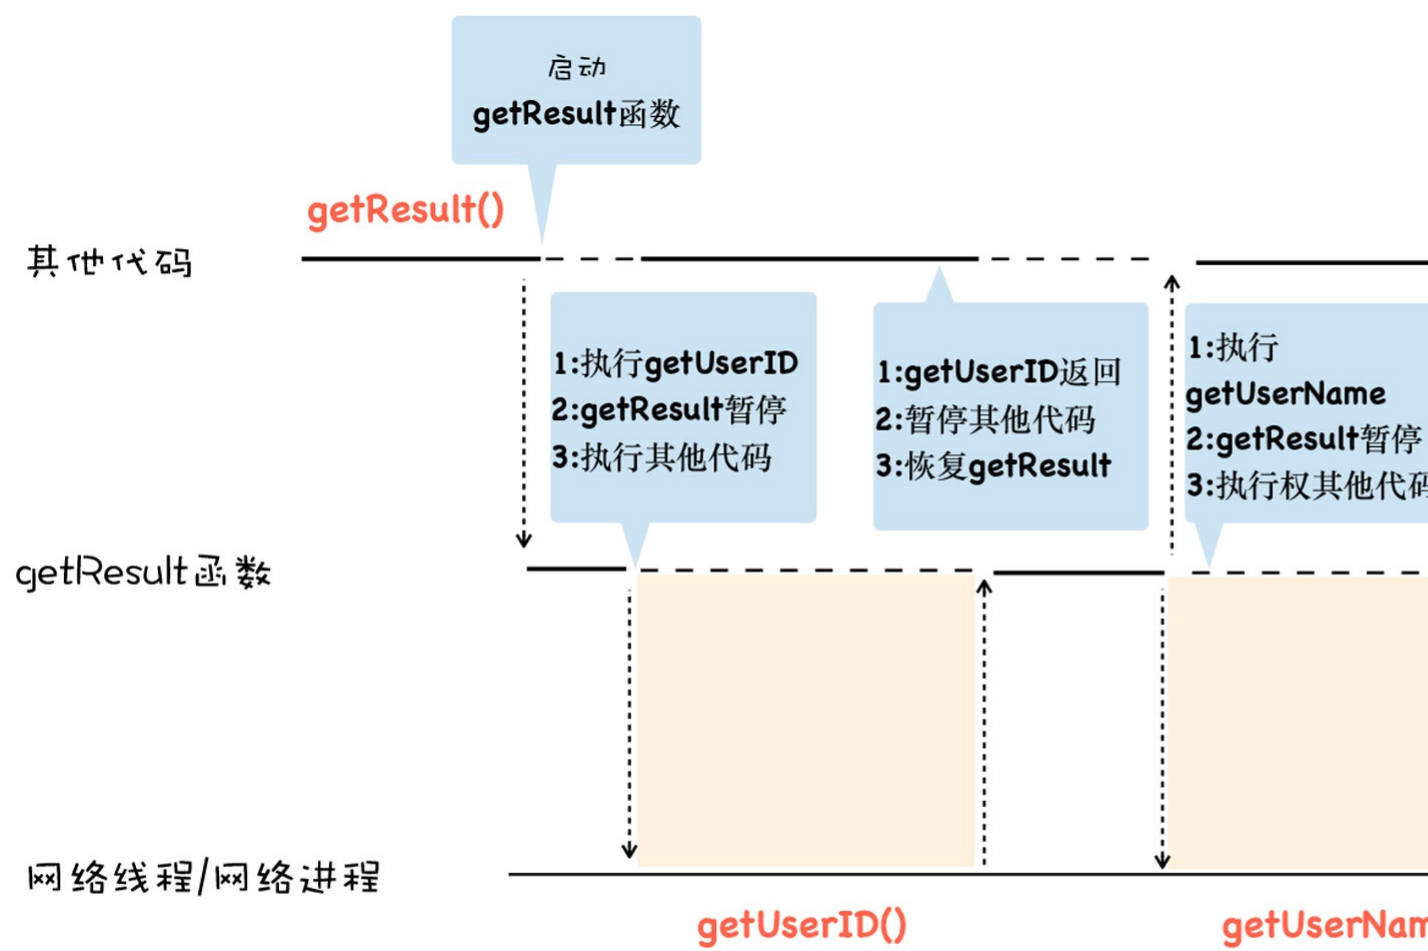 启动
getResult函数
getResult()
其他代码
1:执行getUserID
2:getResult暂停
3:执行其他代码
1:getUserID返回
2:暂停其他代码
3:恢复getResult
1:执行
getUserName
2:getResult暂停
3:执行权其他代码
getResult函数
网络线程/网络进程
getUserID()
getUserNam